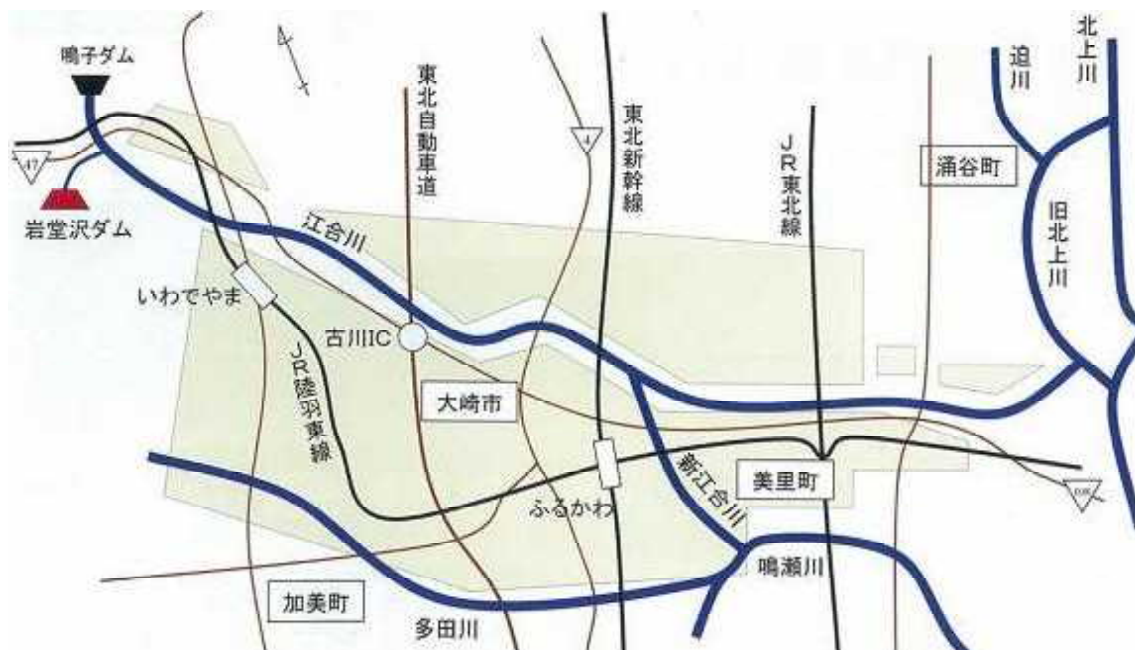 鳴子ダム
47
岩堂沢ダム
東北自動車道
4
東北新幹線
JR東北線
迫川
北上川
涌谷町
旧北上川
江合川
いわでやま
古川IC
JR陸羽東線
大崎市
ふるかわ
新江合川
美里町
108
鳴瀬川
加美町
多田川